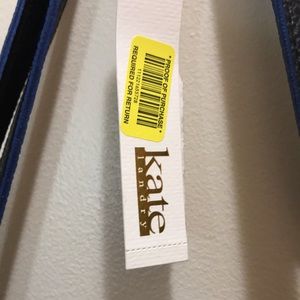 * PROOF OF PURCHASE *
REQUIRED FOR RETURN
kate
landry